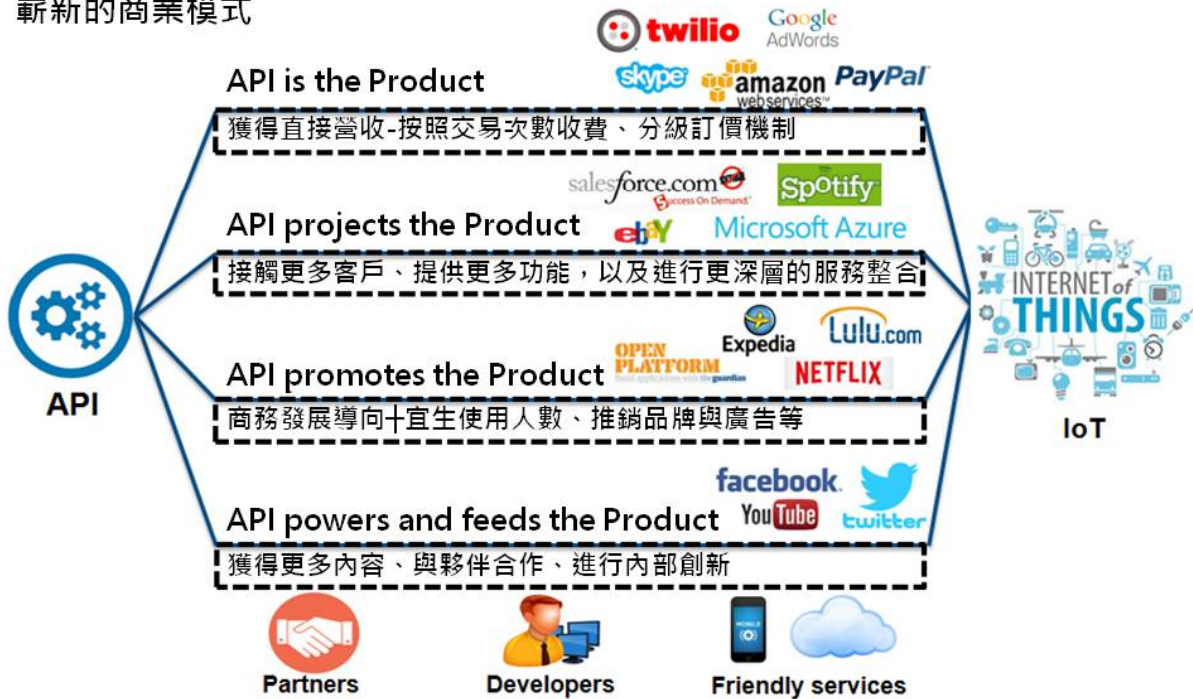 嶄新的商業模式
twilio
Google
AdWords
API is the Product
skype
amazon
webservices™
PayPal
獲得直接營收-按照交易次數收費、分級訂價機制
salesforce.com
Success On Demand.
Spotify
API projects the Product
ebay
Microsoft Azure
接觸更多客戶、提供更多功能，以及進行更深層的服務整合
Expedia
Lulu.com
OPEN
PLATFORM
the guardian
NETFLIX
API promotes the Product
商務發展導向十宜生使用人數、推銷品牌與廣告等
facebook.
YouTube
twitter
API powers and feeds the Product
獲得更多內容、與夥伴合作、進行內部創新
API
INTERNET of
THINGS
IoT
MOBILE
Partners
Developers
Friendly services